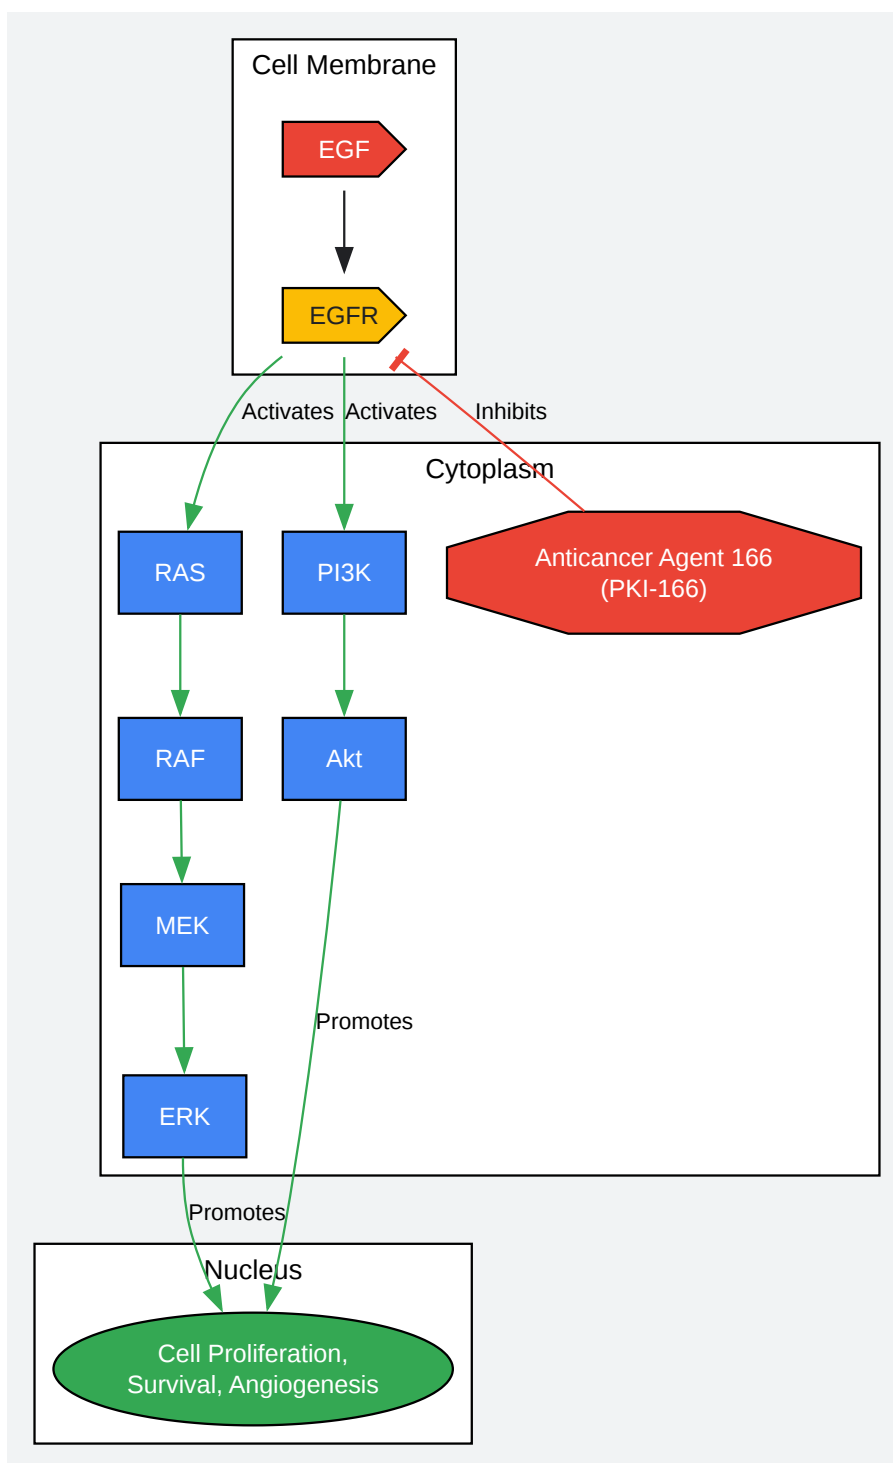 Cell Membrane
EGF
EGFR
Activates
Activates
Inhibits
Cytoplasm
RAS
PI3K
Anticancer Agent 166
(PKI-166)
RAF
Akt
MEK
Promotes
ERK
Promotes
Nucleus
Cell Proliferation,
Survival, Angiogenesis